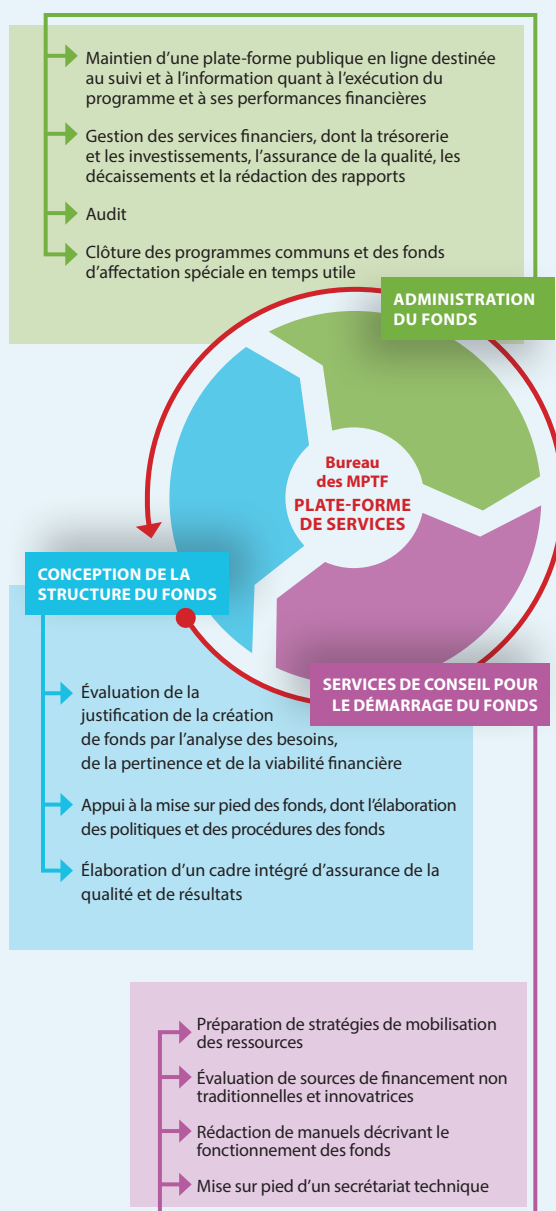 Maintien d’une plate-forme publique en ligne destinée
au suivi et à l’information quant à l’exécution du
programme et à ses performances financières
Gestion des services financiers, dont la trésorerie
et les investissements, l’assurance de la qualité, les
décaissements et la rédaction des rapports
Audit
Clôture des programmes communs et des fonds
d’affectation spéciale en temps utile
ADMINISTRATION
DU FONDS
Bureau
des MPTF
PLATE-FORME
DE SERVICES
CONCEPTION DE LA
STRUCTURE DU FONDS
SERVICES DE CONSEIL POUR
LE DÉMARRAGE DU FONDS
Évaluation de la
justification de la création
de fonds par l’analyse des besoins,
de la pertinence et de la viabilité financière
Appui à la mise sur pied des fonds, dont l’élaboration
des politiques et des procédures des fonds
Élaboration d’un cadre intégré d’assurance de la
qualité et de résultats
Préparation de stratégies de mobilisation
des ressources
Évaluation de sources de financement non
traditionnelles et innovatrices
Rédaction de manuels décrivant le
fonctionnement des fonds
Mise sur pied d’un secrétariat technique